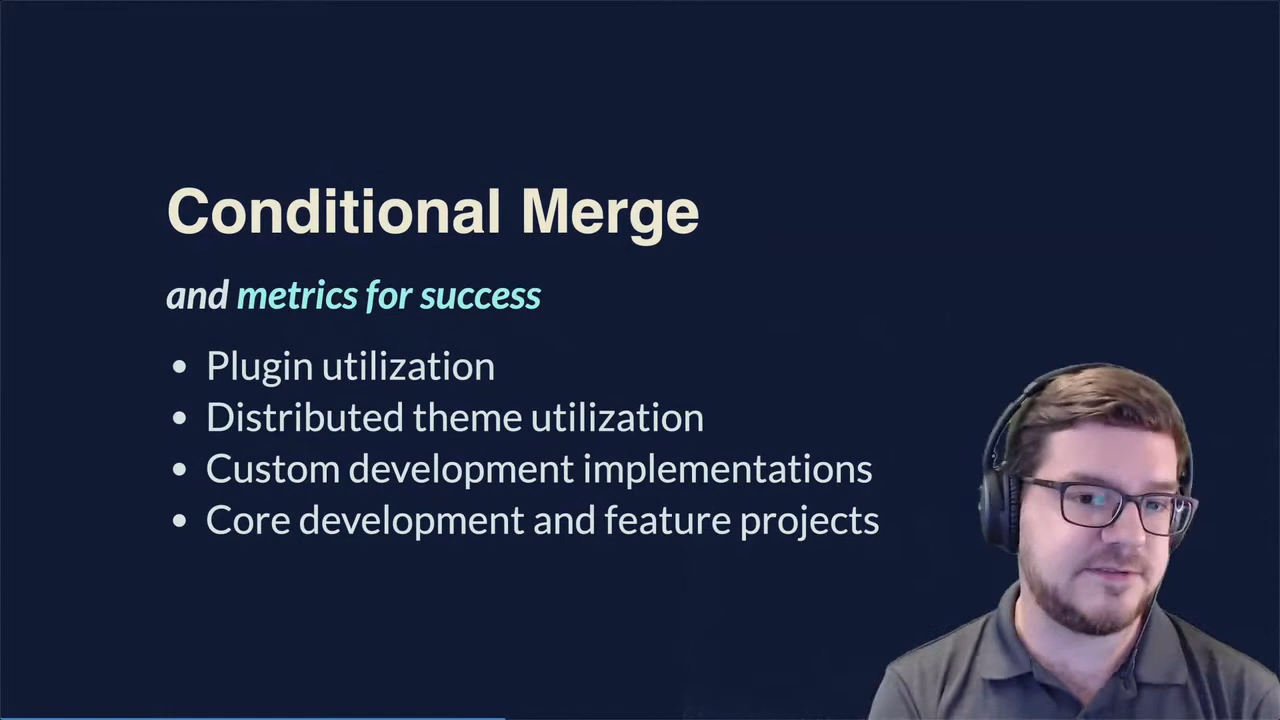 Conditional Merge
and metrics for success
• Plugin utilization
• Distributed theme utilization
• Custom development implementations
• Core development and feature projects